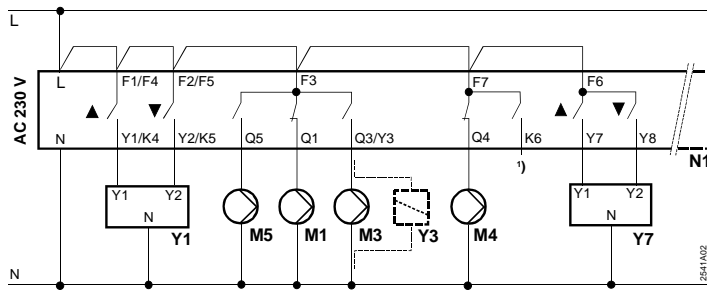 L
L F1/F4 F2/F5 F3 F7 F6
AC 230 V
N Y1/K4 Y2/K5 Q5 Q1 Q3/Y3 Q4 K6 Y7 Y8
1)
N1
Y1 Y2 Y1 Y2
N N
Y1 M5 M1 M3 Y3 M4 Y7
N
2541A02